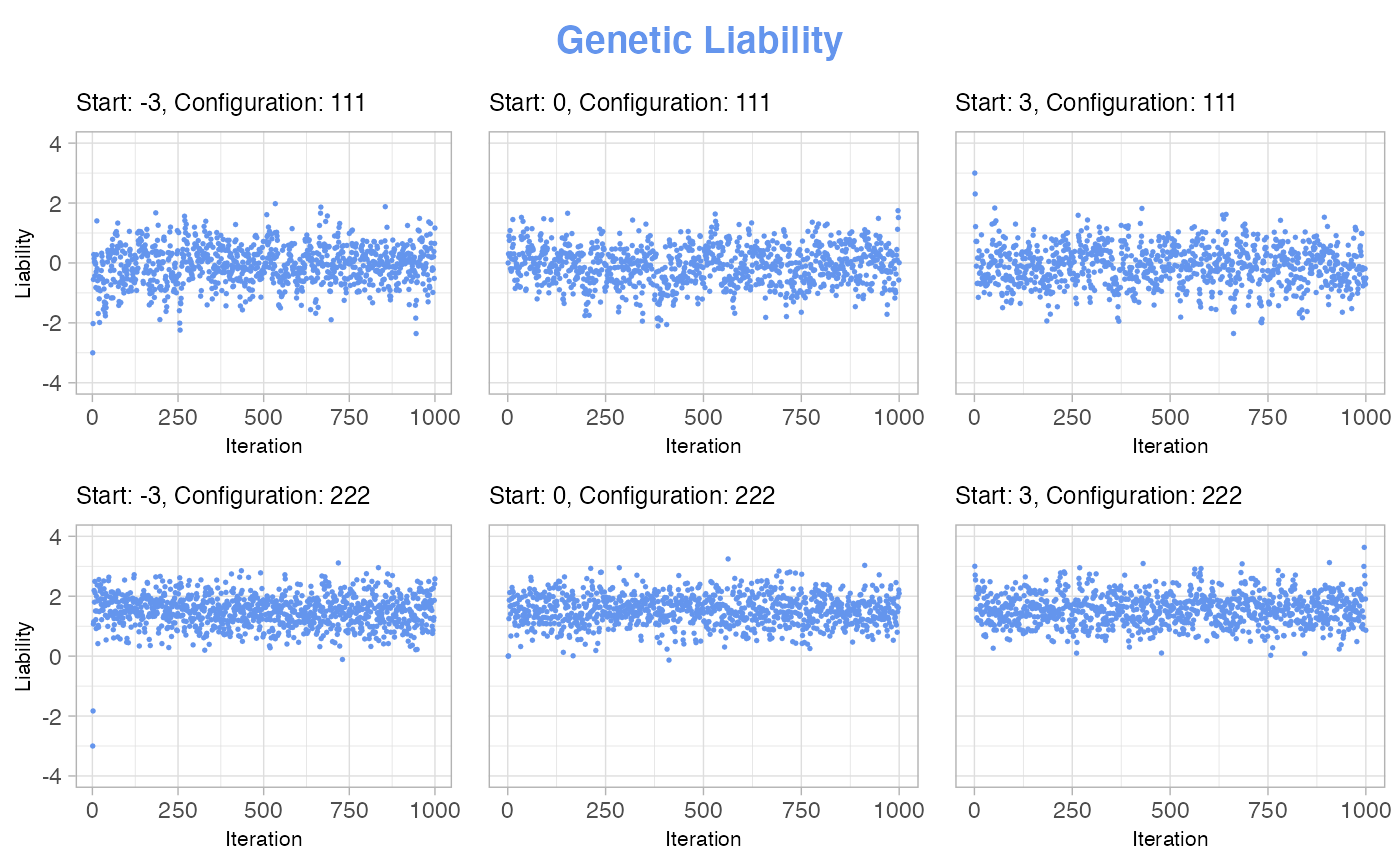 Genetic Liability
Start: -3, Configuration: 111
Start: 0, Configuration: 111
Start: 3, Configuration: 111
Liability
4
2
0
-2
-4
0 250 500 750 1000
0 250 500 750 1000
0 250 500 750 1000
Iteration
Iteration
Iteration
Start: -3, Configuration: 222
Start: 0, Configuration: 222
Start: 3, Configuration: 222
Liability
4
2
0
-2
-4
0 250 500 750 1000
0 250 500 750 1000
0 250 500 750 1000
Iteration
Iteration
Iteration